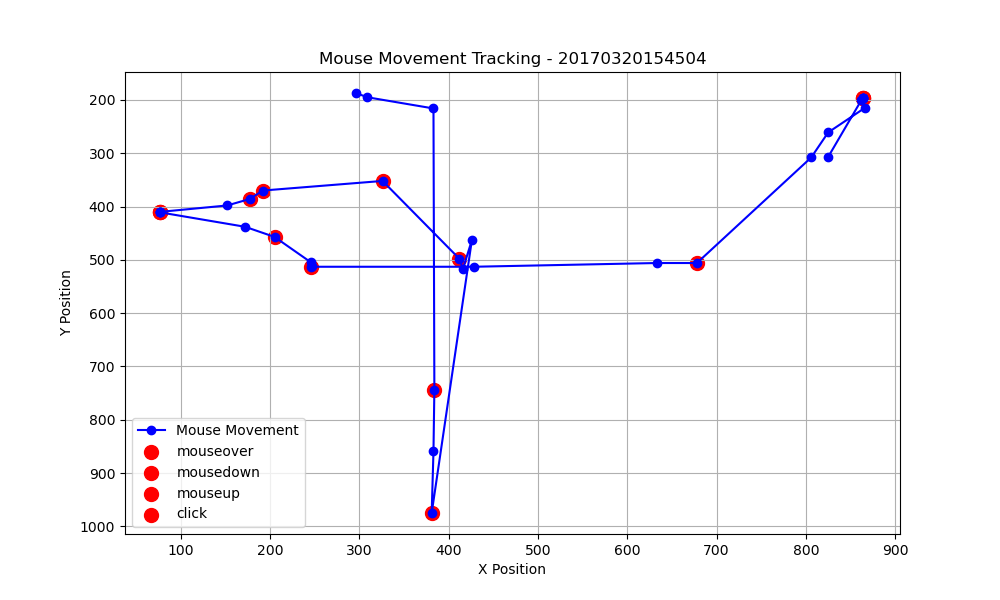 Mouse Movement Tracking - 20170320154504
200
300
400
500
600
700
800
900
1000
Y Position
Mouse Movement
mouseover
mousedown
mouseup
click
100 200 300 400 500 600 700 800 900
X Position